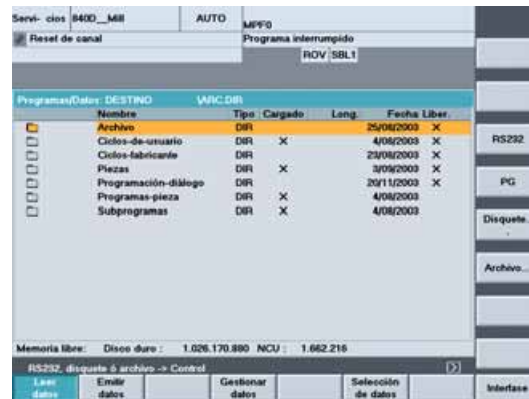 Servi- cios 840D__Mill AUTO MPF0
Reset de canal Programa interrumpido
ROV SBL1
Programas/Datos: DESTINO \ARC.DIR
Nombre Tipo Cargado Long. Fecha Liber.
Archivo DIR 25/08/2003 X
Ciclos-de-usuario DIR X 4/08/2003 X
Ciclos-fabricante DIR 23/08/2003 X
Piezas DIR X 3/09/2003 X
Programación-diálogo DIR 20/11/2003 X
Programas-pieza DIR X 4/08/2003
Subprogramas DIR X 4/08/2003
RS232
PG
Disquete..
Archivo...
Memoria libre: Disco duro : 1.026.170.880 NCU : 1.662.216
RS232, disquete ó archivo -> Control
Leer datos
Emitir datos
Gestionar datos
Selección de datos
Interfase